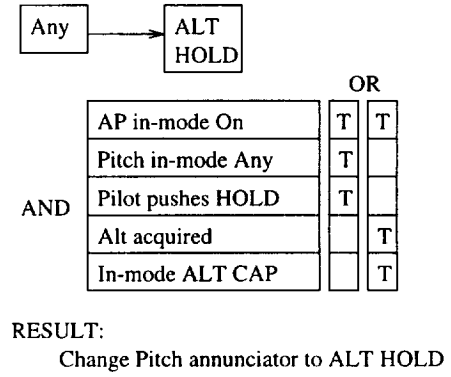 Any ALT
HOLD
OR
AP in-mode On T T
Pitch in-mode Any T
Pilot pushes HOLD T
AND
Alt acquired T
In-mode ALT CAP T
RESULT:
Change Pitch annunciator to ALT HOLD